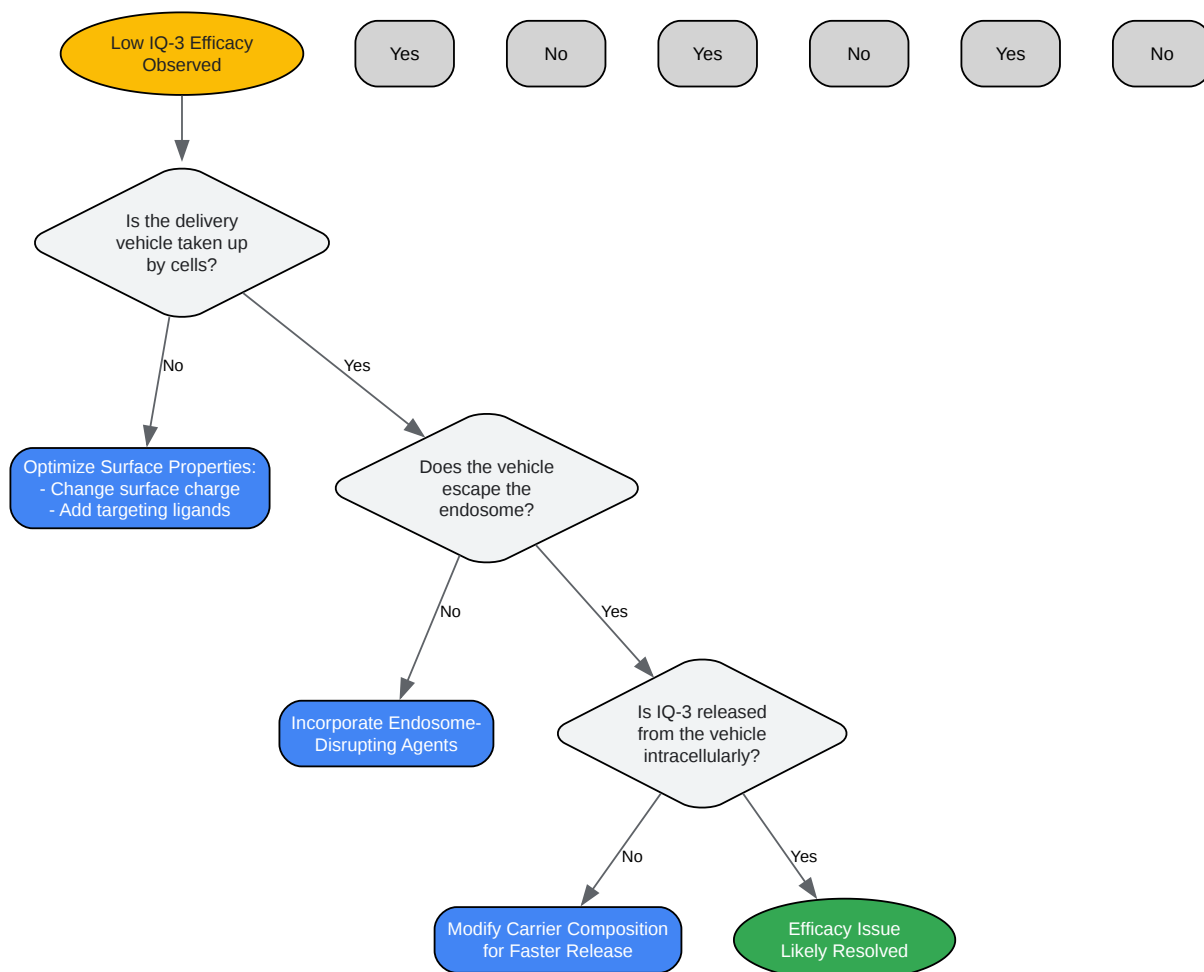 Low IQ-3 Efficacy
Observed
Yes
No
Yes
No
Yes
No
Is the delivery
vehicle taken up
by cells?
No
Yes
Optimize Surface Properties:
- Change surface charge
- Add targeting ligands
Does the vehicle
escape the
endosome?
No
Yes
Incorporate Endosome-
Disrupting Agents
Is IQ-3 released
from the vehicle
intracellularly?
No
Yes
Modify Carrier Composition
for Faster Release
Efficacy Issue
Likely Resolved